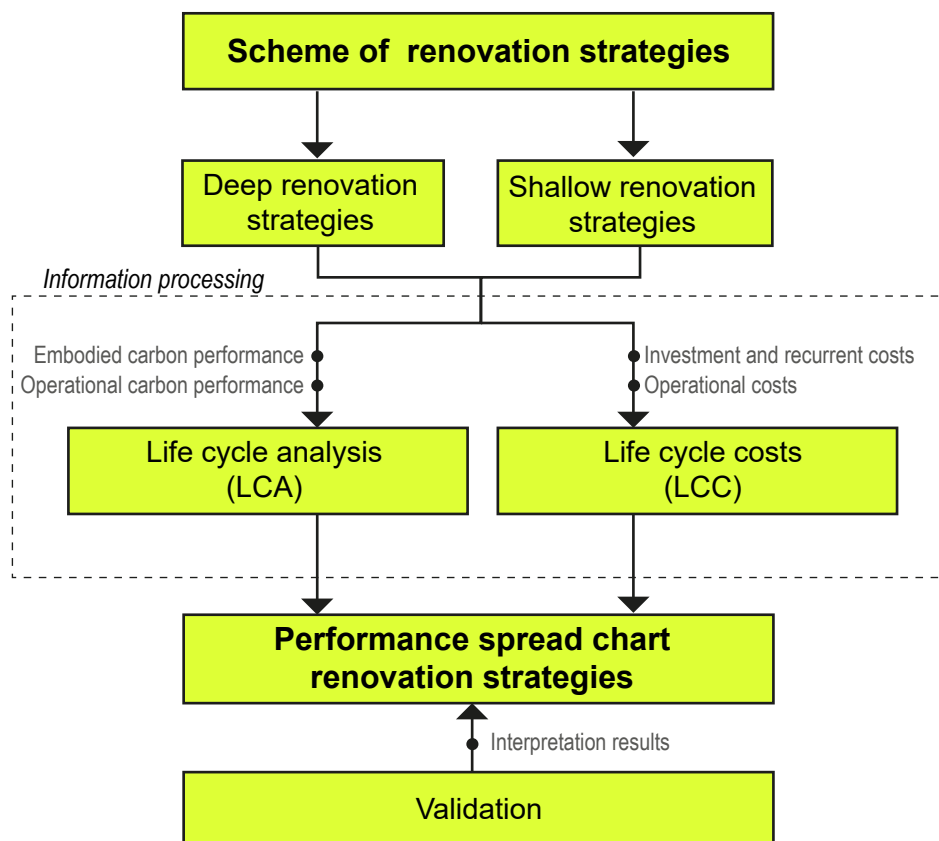 Scheme of renovation strategies
Deep renovation
strategies
Shallow renovation
strategies
Information processing
Embodied carbon performance
Operational carbon performance
Investment and recurrent costs
Operational costs
Life cycle analysis
(LCA)
Life cycle costs
(LCC)
Performance spread chart
renovation strategies
Interpretation results
Validation